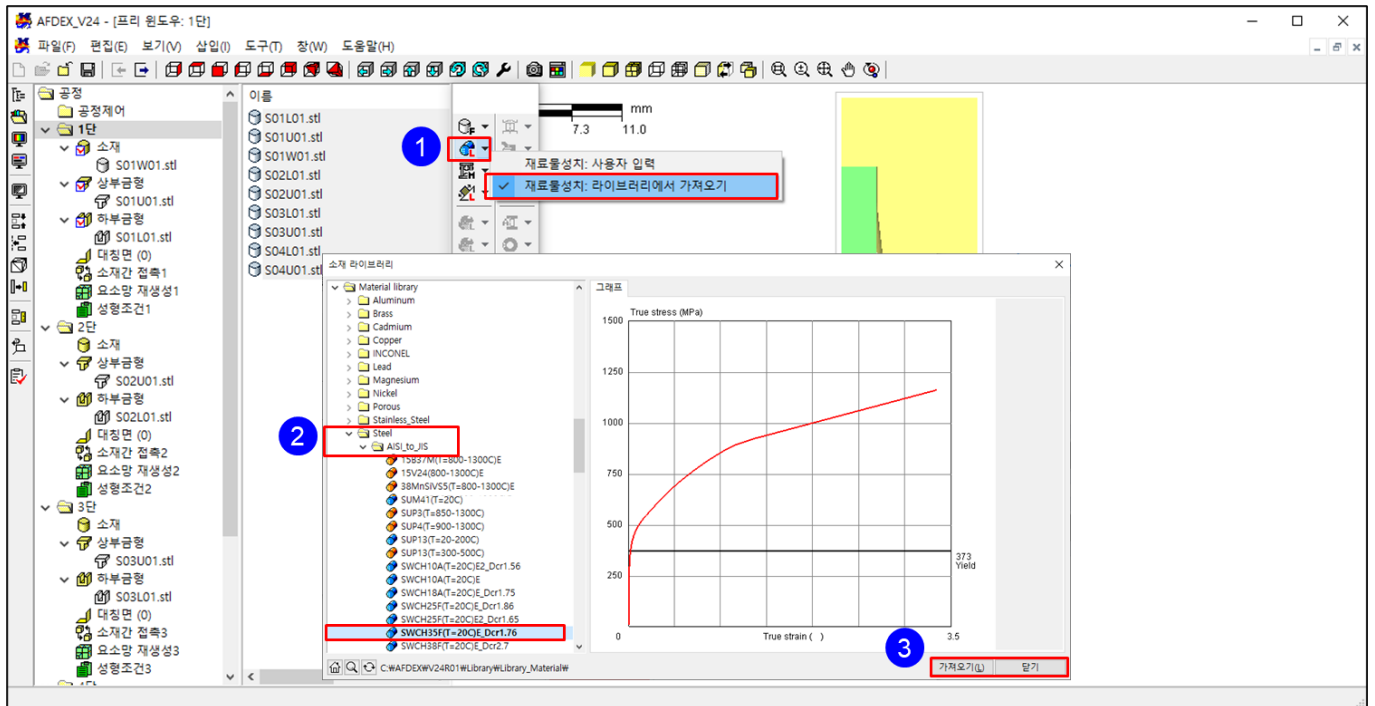 AFDEX_V24 - [프리 윈도우: 1단]
파일(F) 편집(E) 보기(V) 삽입(I) 도구(T) 창(W) 도움말(H)
공정
공정제어
1단
소재
S01W01.stl
상부금형
S01U01.stl
하부금형
S01L01.stl
대칭면 (0)
소재간 접촉1
요소망 재생성1
성형조건1
2단
소재
상부금형
S02U01.stl
하부금형
S02L01.stl
대칭면 (0)
소재간 접촉2
요소망 재생성2
성형조건2
3단
소재
상부금형
S03U01.stl
하부금형
S03L01.stl
대칭면 (0)
소재간 접촉3
요소망 재생성3
성형조건3
이름
S01L01.stl
S01U01.stl
S01W01.stl
S02L01.stl
S02U01.stl
S03L01.stl
S03U01.stl
S04L01.stl
S04U01.stl
mm
7.3 11.0
1
재료물성치: 사용자 입력
재료물성치: 라이브러리에서 가져오기
소재 라이브러리
Material library
Aluminum
Brass
Cadmium
Copper
INCONEL
Lead
Magnesium
Nickel
Porous
Stainless_Steel
2
Steel
AISI_to_JIS
15B37M(T=800-1300C)E
15V24(800-1300C)E
38MnSiVS5(T=800-1300C)E
SUM41(T=20C)
SUP3(T=850-1300C)
SUP4(T=900-1300C)
SUP13(T=20-200C)
SUP13(T=300-500C)
SWCH10A(T=20C)E2_Dcr1.56
SWCH10A(T=20C)E
SWCH18A(T=20C)E_Dcr1.75
SWCH25F(T=20C)E_Dcr1.86
SWCH25F(T=20C)E2_Dcr1.65
SWCH35F(T=20C)E_Dcr1.76
SWCH38F(T=20C)E_Dcr2.7
C:₩AFDEX₩V24R01₩Library₩Library_Material₩
그래프
True stress (MPa)
1500
1250
1000
750
500
250
373
Yield
0 True strain ( ) 3.5
3
가져오기(L) 닫기